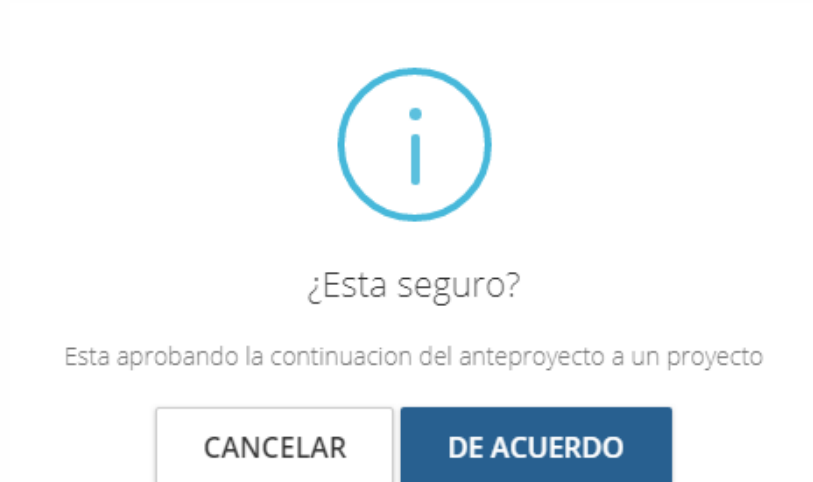 ¿Esta seguro?
Esta aprobando la continuacion del anteproyecto a un proyecto
CANCELAR
DE ACUERDO